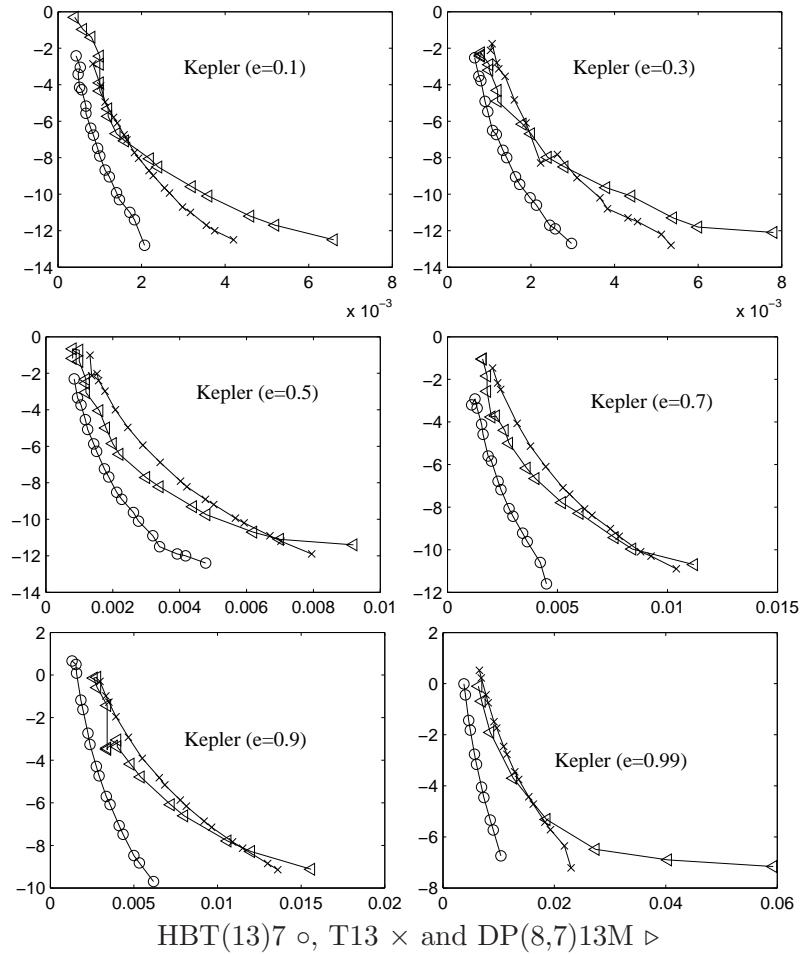 0
−2
−4
−6
−8
−10
−12
−14
0 2 4 6 8
x 10⁻³
Kepler (e=0.1)
0
−2
−4
−6
−8
−10
−12
−14
0 2 4 6 8
x 10⁻³
Kepler (e=0.3)
0
−2
−4
−6
−8
−10
−12
−14
0 0.002 0.004 0.006 0.008 0.01
Kepler (e=0.5)
0
−2
−4
−6
−8
−10
−12
0 0.005 0.01 0.015
Kepler (e=0.7)
2
0
−2
−4
−6
−8
−10
0 0.005 0.01 0.015 0.02
Kepler (e=0.9)
2
0
−2
−4
−6
−8
0 0.02 0.04 0.06
Kepler (e=0.99)
HBT(13)7 ○, T13 × and DP(8,7)13M ▹